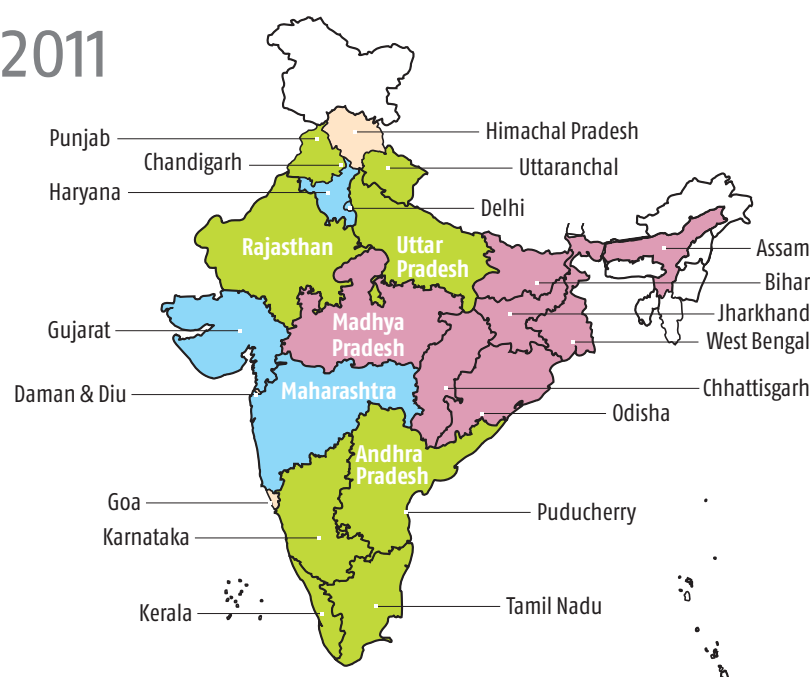 2011
Punjab
Himachal Pradesh
Chandigarh
Uttaranchal
Haryana
Delhi
Rajasthan
Uttar
Pradesh
Assam
Bihar
Jharkhand
West Bengal
Gujarat
Madhya
Pradesh
Daman & Diu
Maharashtra
Chhattisgarh
Odisha
Andhra
Pradesh
Goa
Puducherry
Karnataka
Kerala
Tamil Nadu